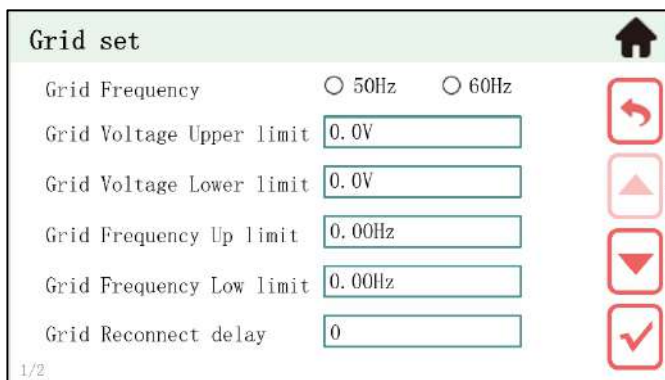 Grid set
Grid Frequency 50Hz 60Hz
Grid Voltage Upper limit 0.0V
Grid Voltage Lower limit 0.0V
Grid Frequency Up limit 0.00Hz
Grid Frequency Low limit 0.00Hz
Grid Reconnect delay 0
1/2